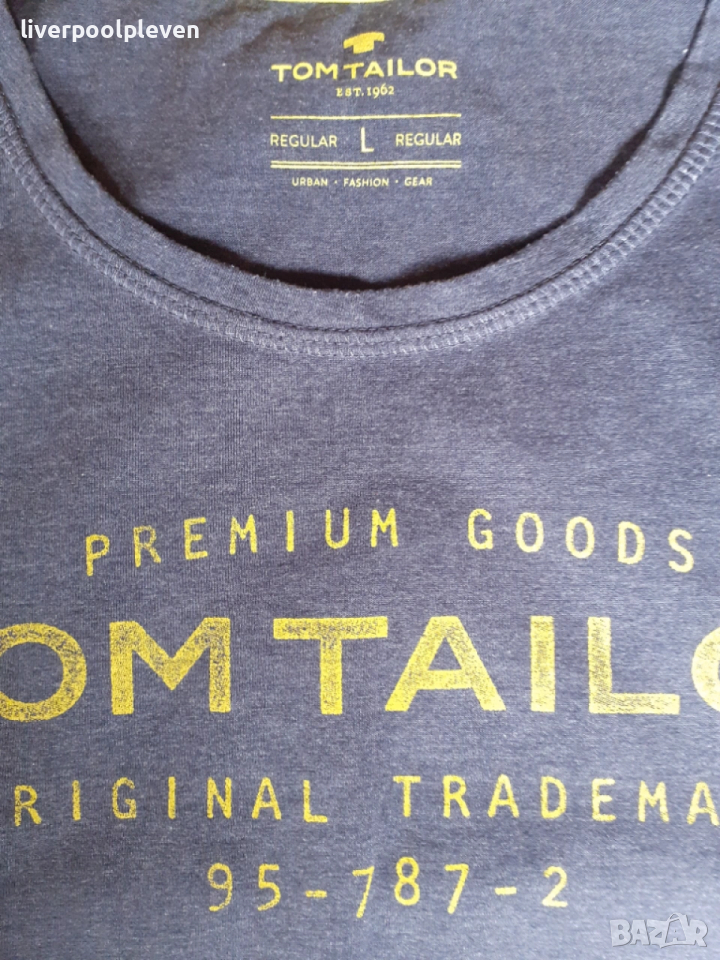 liverpoolpleven
TOM TAILOR
EST. 1962
REGULAR L REGULAR
URBAN · FASHION · GEAR
PREMIUM GOODS
OM TAILO
RIGINAL TRADEMA
95-787-2
BAZAR